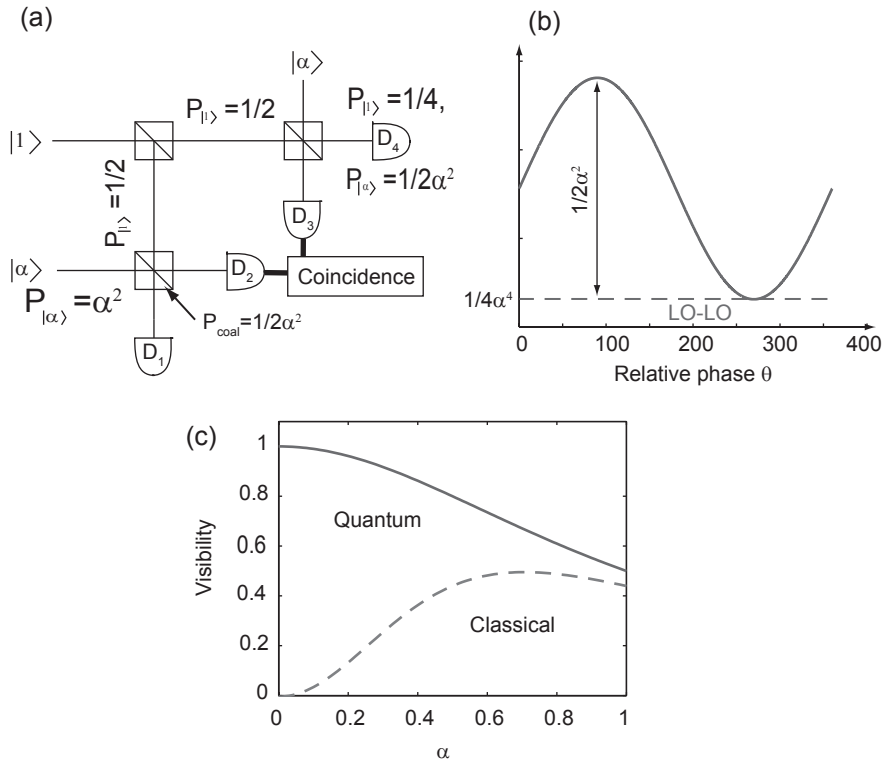 (a)
|α⟩
P|1⟩=1/2
P|1⟩=1/4,
|1⟩
D4
P|1⟩=1/2
P|α⟩=1/2α²
D3
|α⟩
D2
Coincidence
P|α⟩=α²
Pcoal=1/2α²
D1
(b)
1/2α²
1/4α⁴
LO-LO
0 100 200 300 400
Relative phase θ
(c)
1
0.8
0.6
0.4
0.2
0
Visibility
Quantum
Classical
0 0.2 0.4 0.6 0.8 1
α